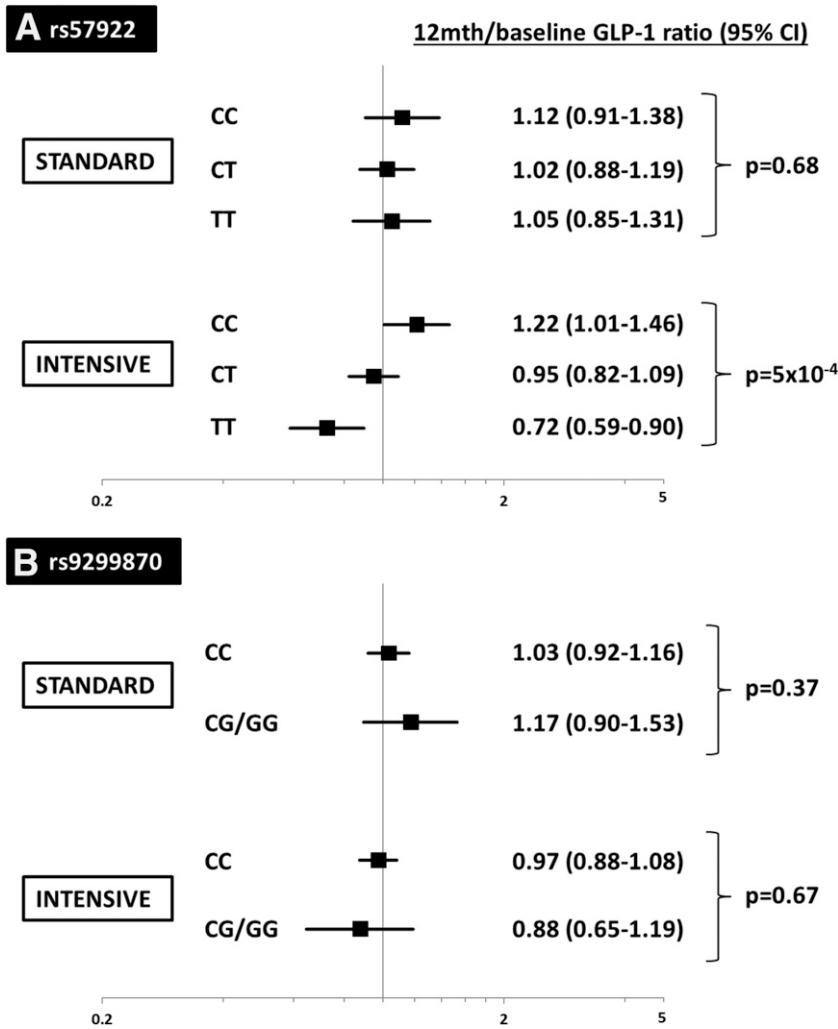 A rs57922
12mth/baseline GLP-1 ratio (95% CI)
STANDARD
CC 1.12 (0.91-1.38)
CT 1.02 (0.88-1.19)
TT 1.05 (0.85-1.31)
p=0.68
INTENSIVE
CC 1.22 (1.01-1.46)
CT 0.95 (0.82-1.09)
TT 0.72 (0.59-0.90)
p=5x10⁻⁴
0.2 2 5
B rs9299870
STANDARD
CC 1.03 (0.92-1.16)
CG/GG 1.17 (0.90-1.53)
p=0.37
INTENSIVE
CC 0.97 (0.88-1.08)
CG/GG 0.88 (0.65-1.19)
p=0.67
0.2 2 5